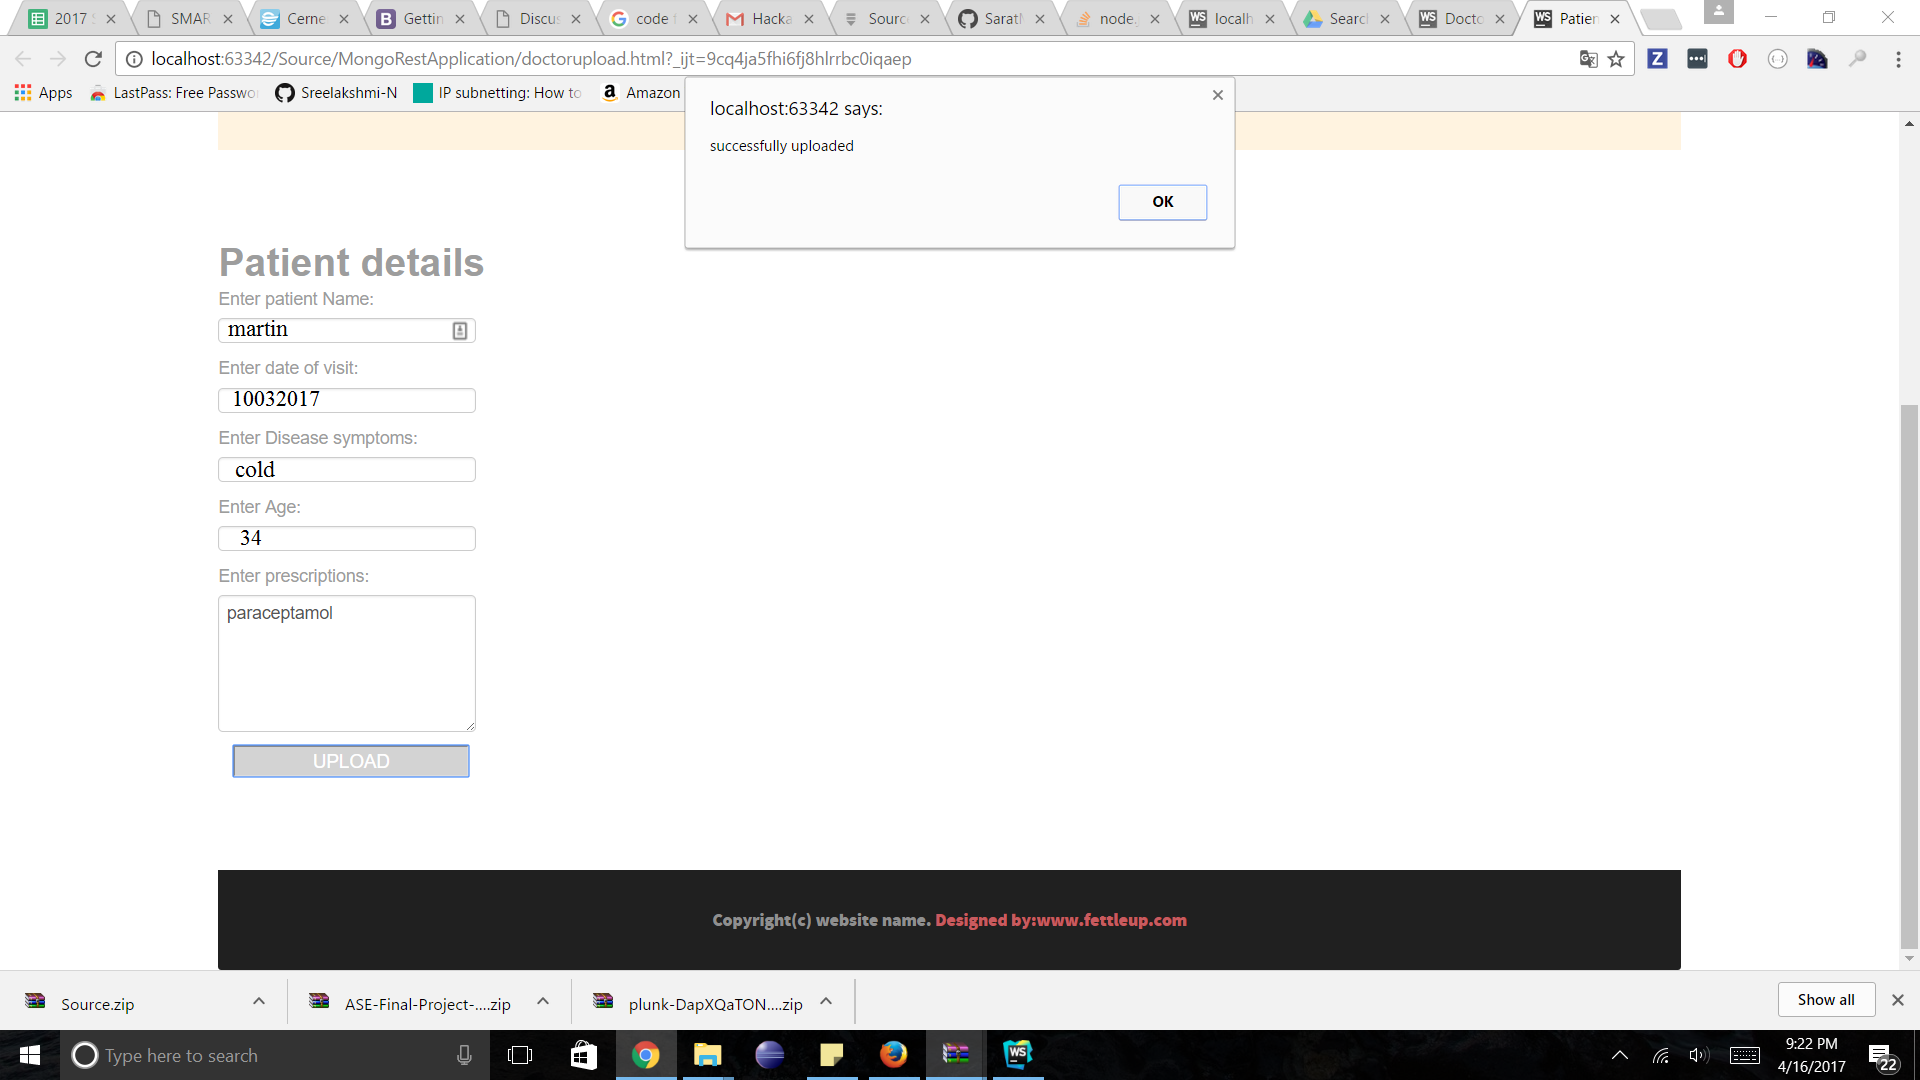 2017
SMAR
Cerne
Gettin
Discus
code f
Hacka
Sourc
Sarat
node.
localh
Searc
Docto
Patien
localhost:63342/Source/MongoRestApplication/doctorupload.html?_ijt=9cq4ja5fhi6fj8hlrrbc0iqaep
Apps
LastPass: Free Passwo
Sreelakshmi-N
IP subnetting: How to
Amazon
localhost:63342 says:
successfully uploaded
OK
Patient details
Enter patient Name:
martin
Enter date of visit:
10032017
Enter Disease symptoms:
cold
Enter Age:
34
Enter prescriptions:
paraceptamol
UPLOAD
Copyright(c) website name. Designed by:www.fettleup.com
Source.zip
ASE-Final-Project-....zip
plunk-DapXQaTON....zip
Show all
Type here to search
9:22 PM
4/16/2017
22